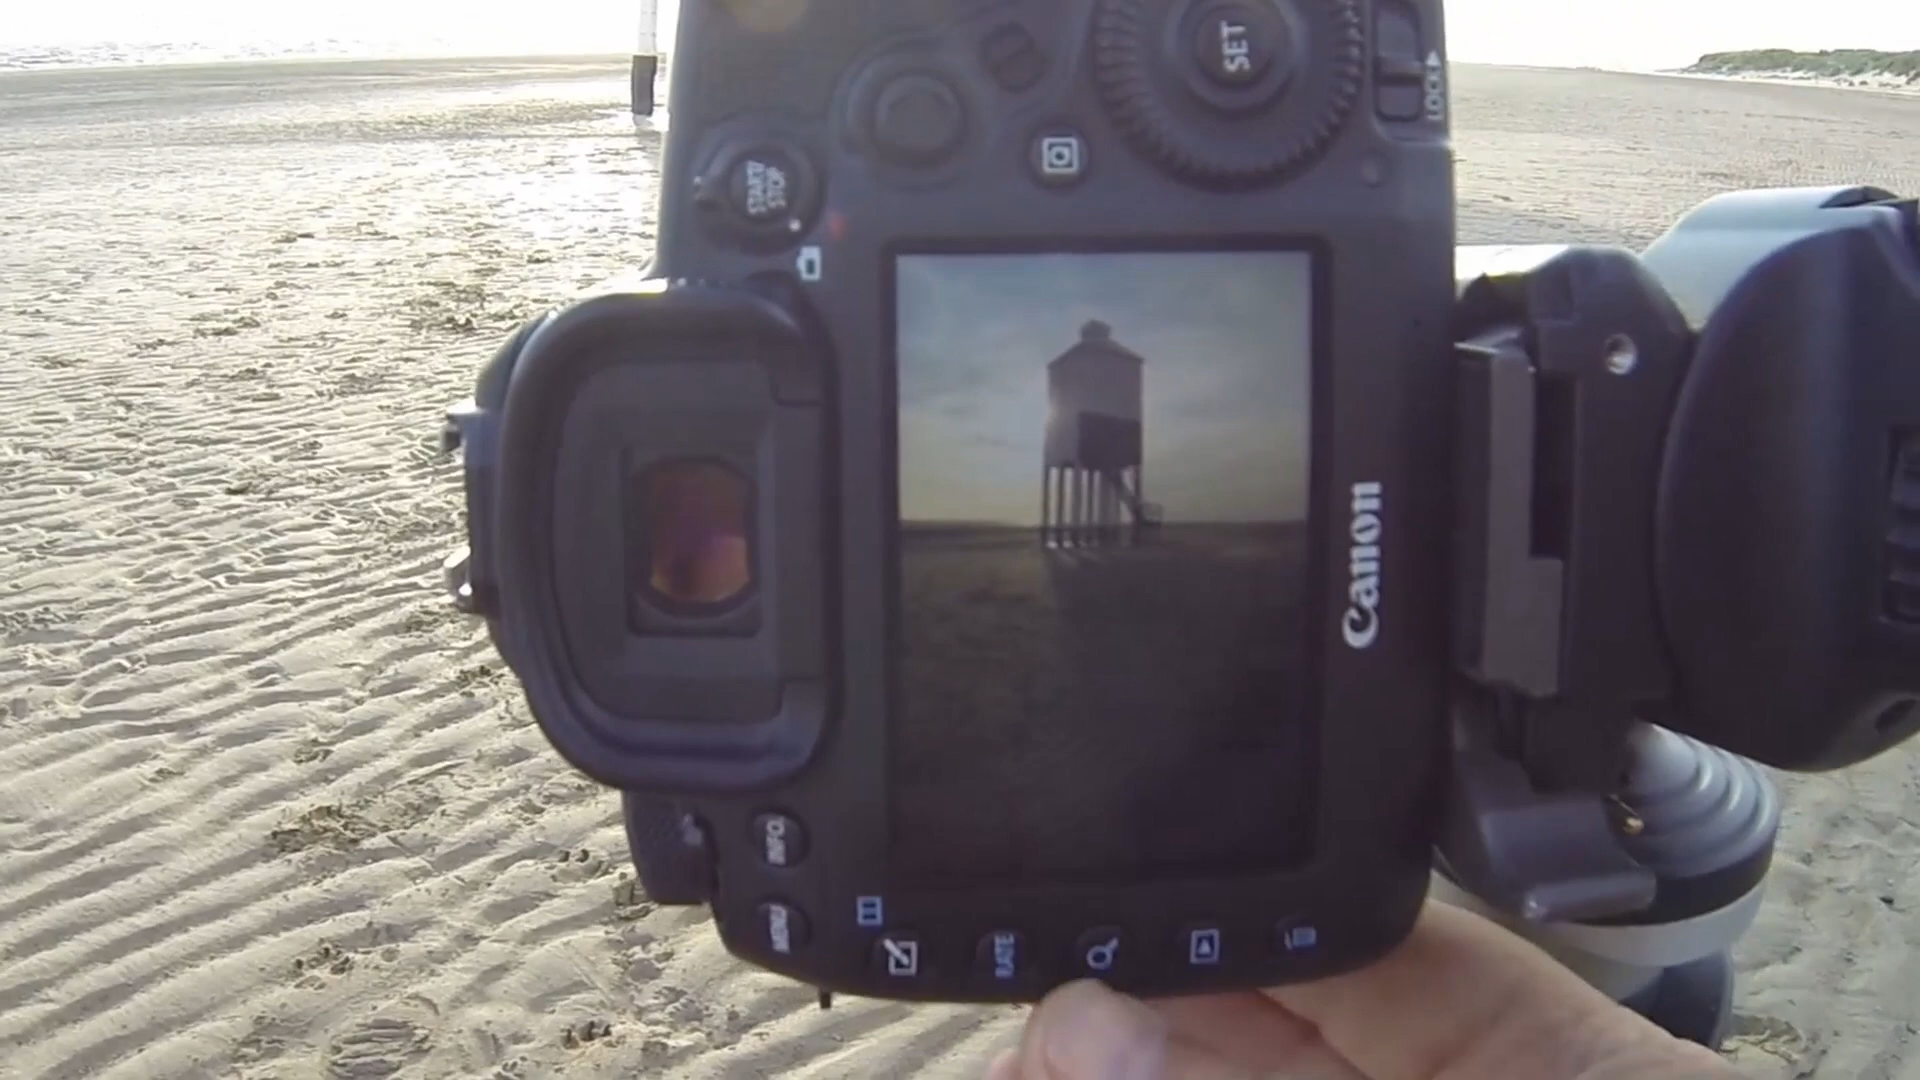 SET
LOCK▶
START/
STOP
Canon
INFO.
MENU
RATE